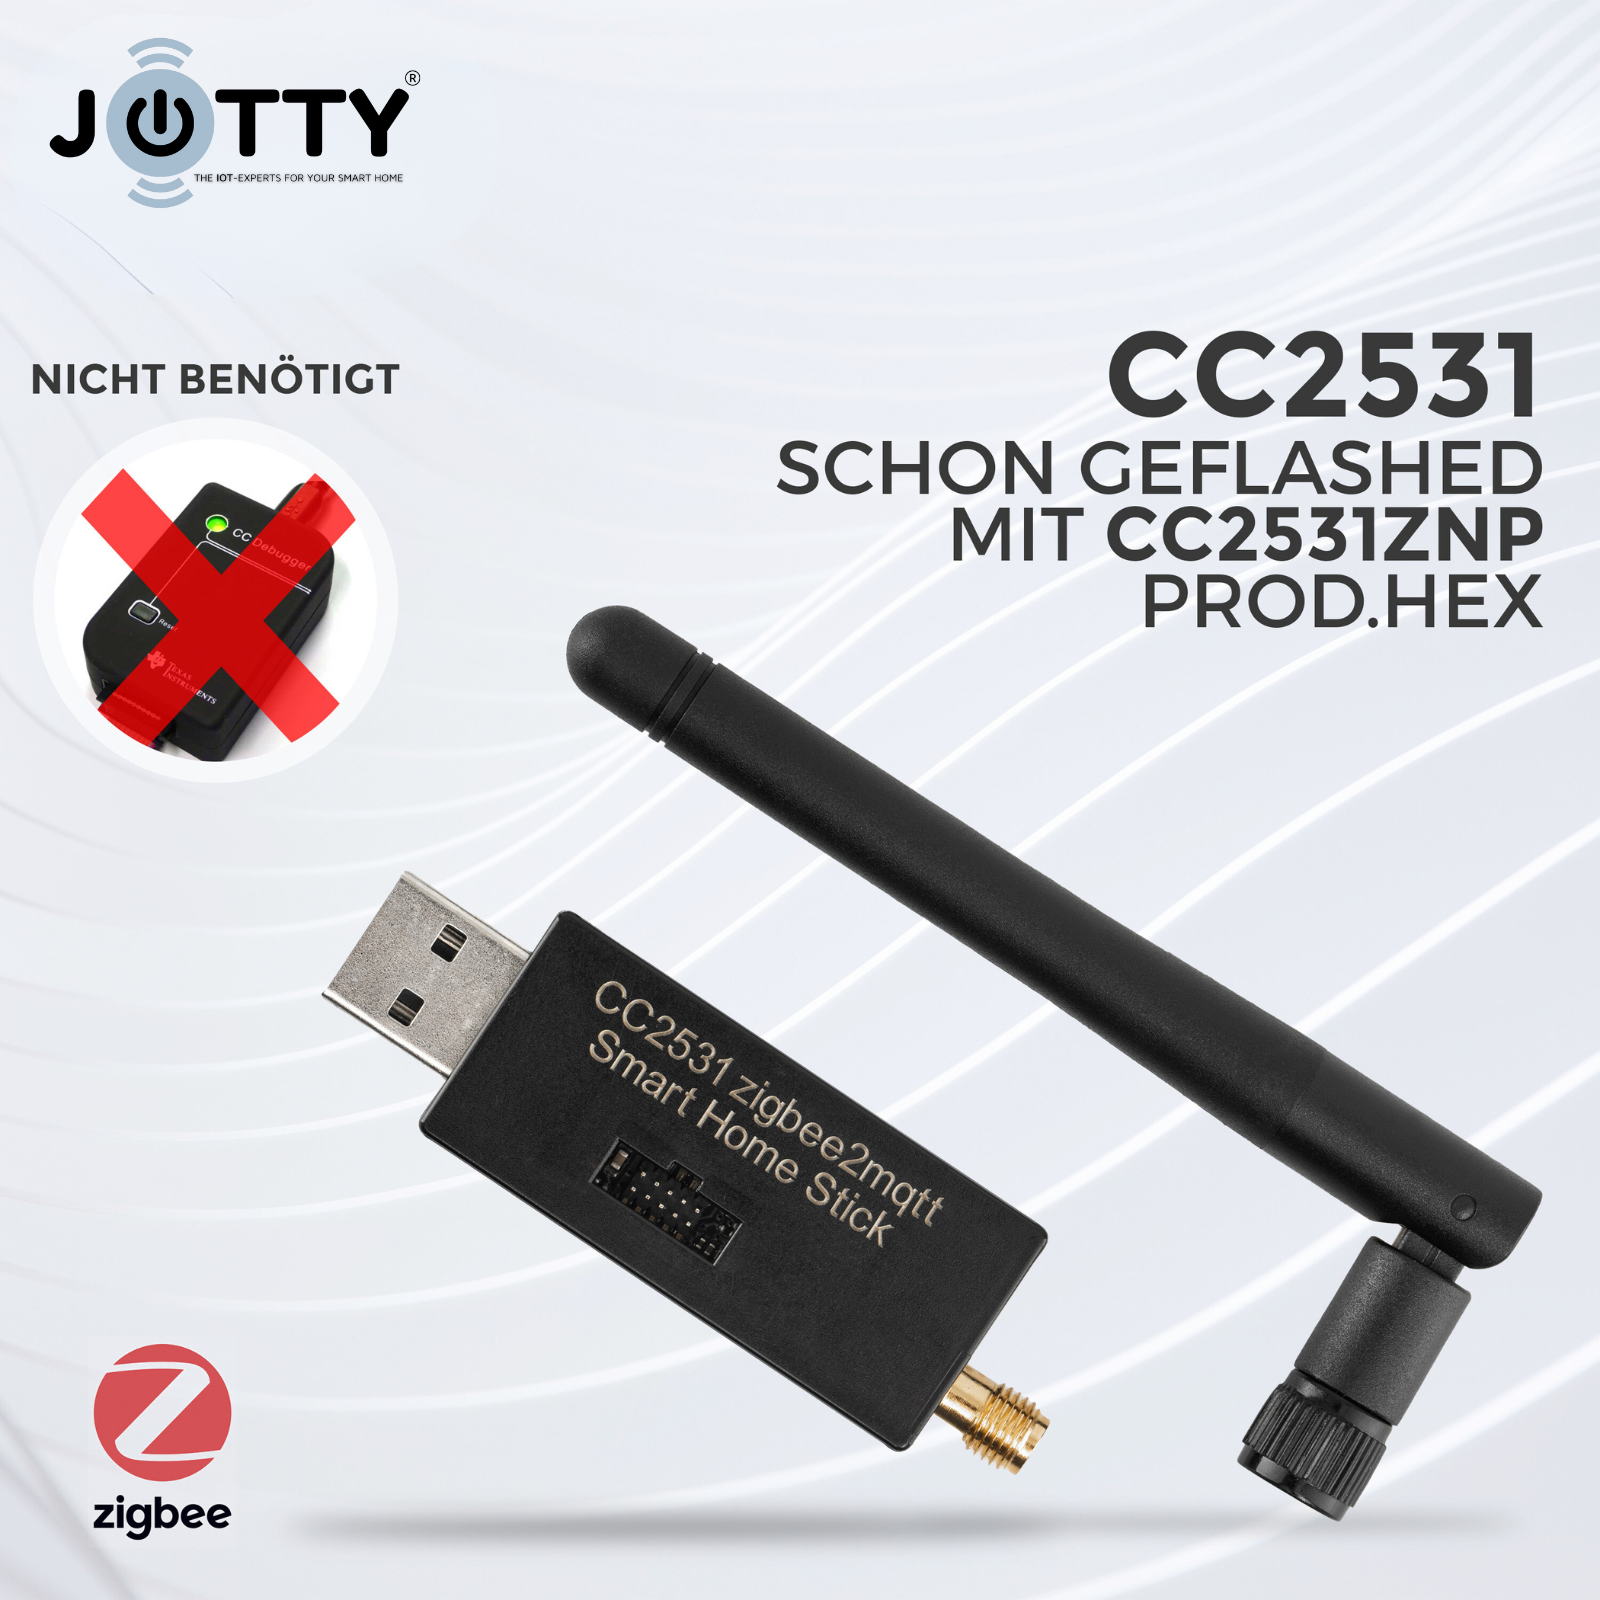 JOTTY®
THE IOT-EXPERTS FOR YOUR SMART HOME
NICHT BENÖTIGT
CC Debugger
Reset
TEXAS
INSTRUMENTS
CC2531
SCHON GEFLASHED
MIT CC2531ZNP
PROD.HEX
CC2531 zigbee2mqtt
Smart Home Stick
zigbee